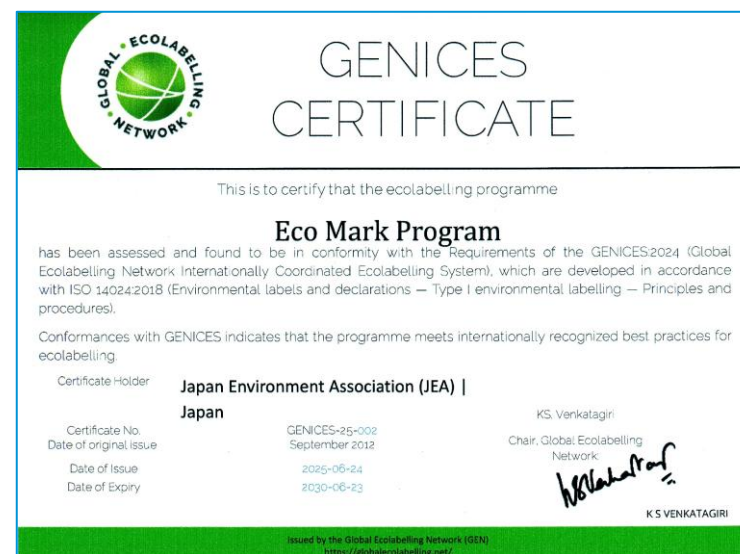 GLOBAL · ECOLABELLING · NETWORK ·
GENICES
CERTIFICATE
This is to certify that the ecolabelling programme
Eco Mark Program
has been assessed and found to be in conformity with the Requirements of the GENICES:2024 (Global
Ecolabelling Network Internationally Coordinated Ecolabelling System), which are developed in accordance
with ISO 14024:2018 (Environmental labels and declarations — Type I environmental labelling — Principles and
procedures).
Conformances with GENICES indicates that the programme meets internationally recognized best practices for
ecolabelling.
Certificate Holder
Japan Environment Association (JEA) |
Japan
Certificate No. GENICES-25-002
Date of original issue September 2012
Date of Issue 2025-06-24
Date of Expiry 2030-06-23
KS. Venkatagiri
Chair, Global Ecolabelling
Network
K S VENKATAGIRI
Issued by the Global Ecolabelling Network (GEN)
https://globalecolabelling.net/